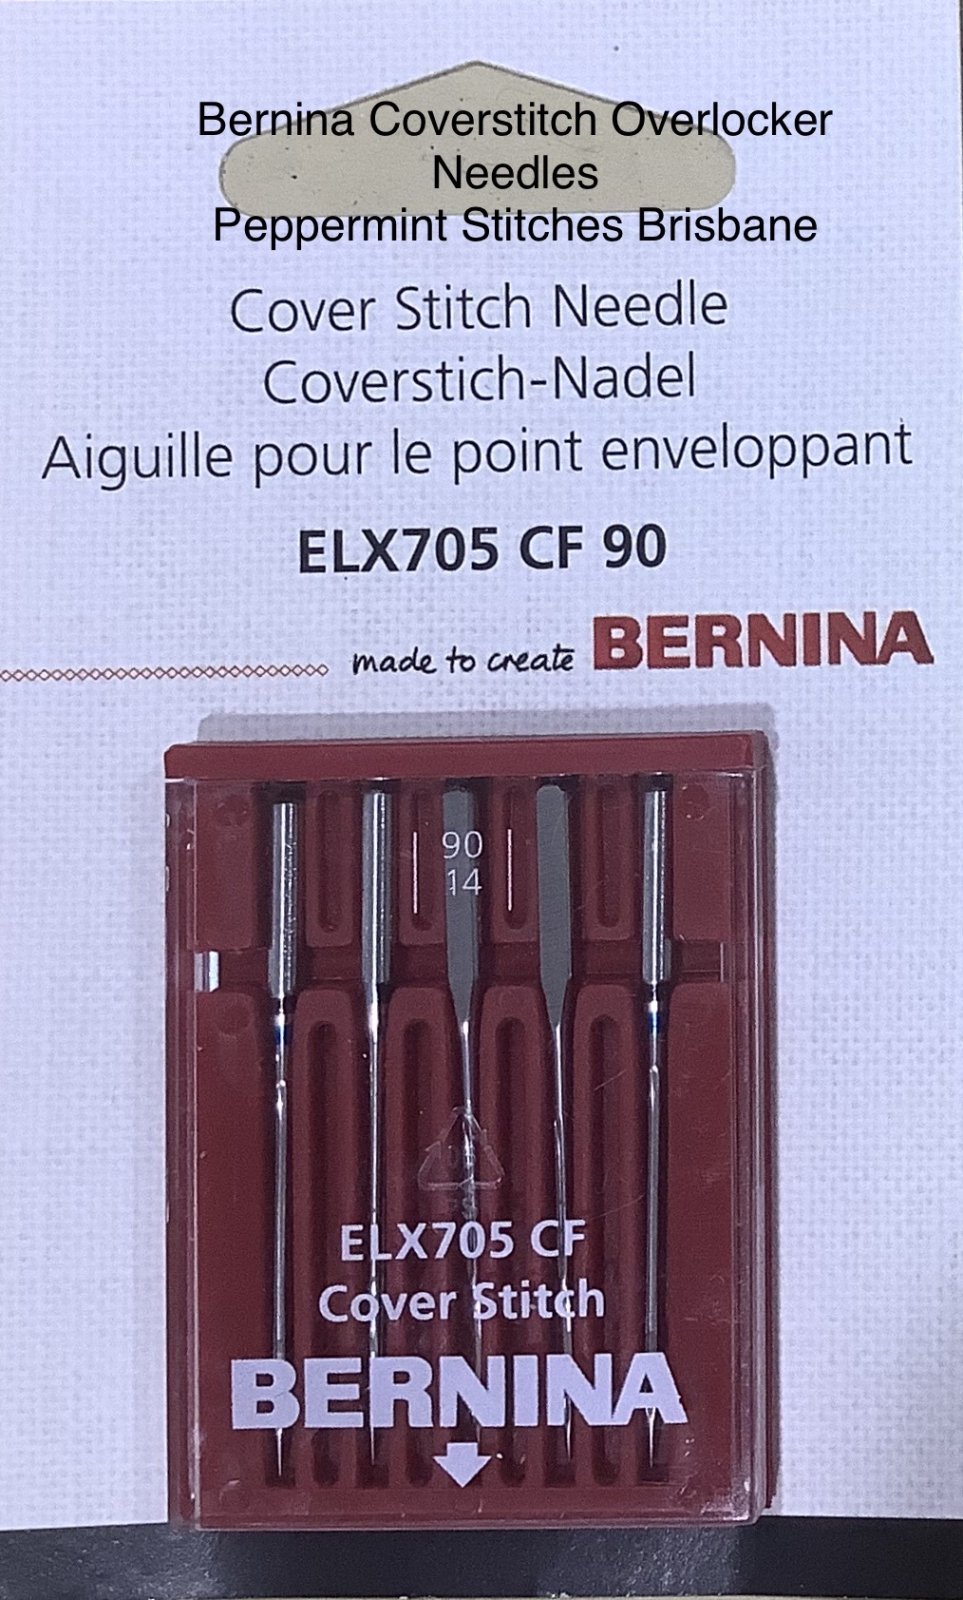 Bernina Coverstitch Overlocker
Needles
Peppermint Stitches Brisbane
Cover Stitch Needle
Coverstich-Nadel
Aiguille pour le point enveloppant
ELX705 CF 90
made to create BERNINA
90
14
ELX705 CF
Cover Stitch
BERNINA